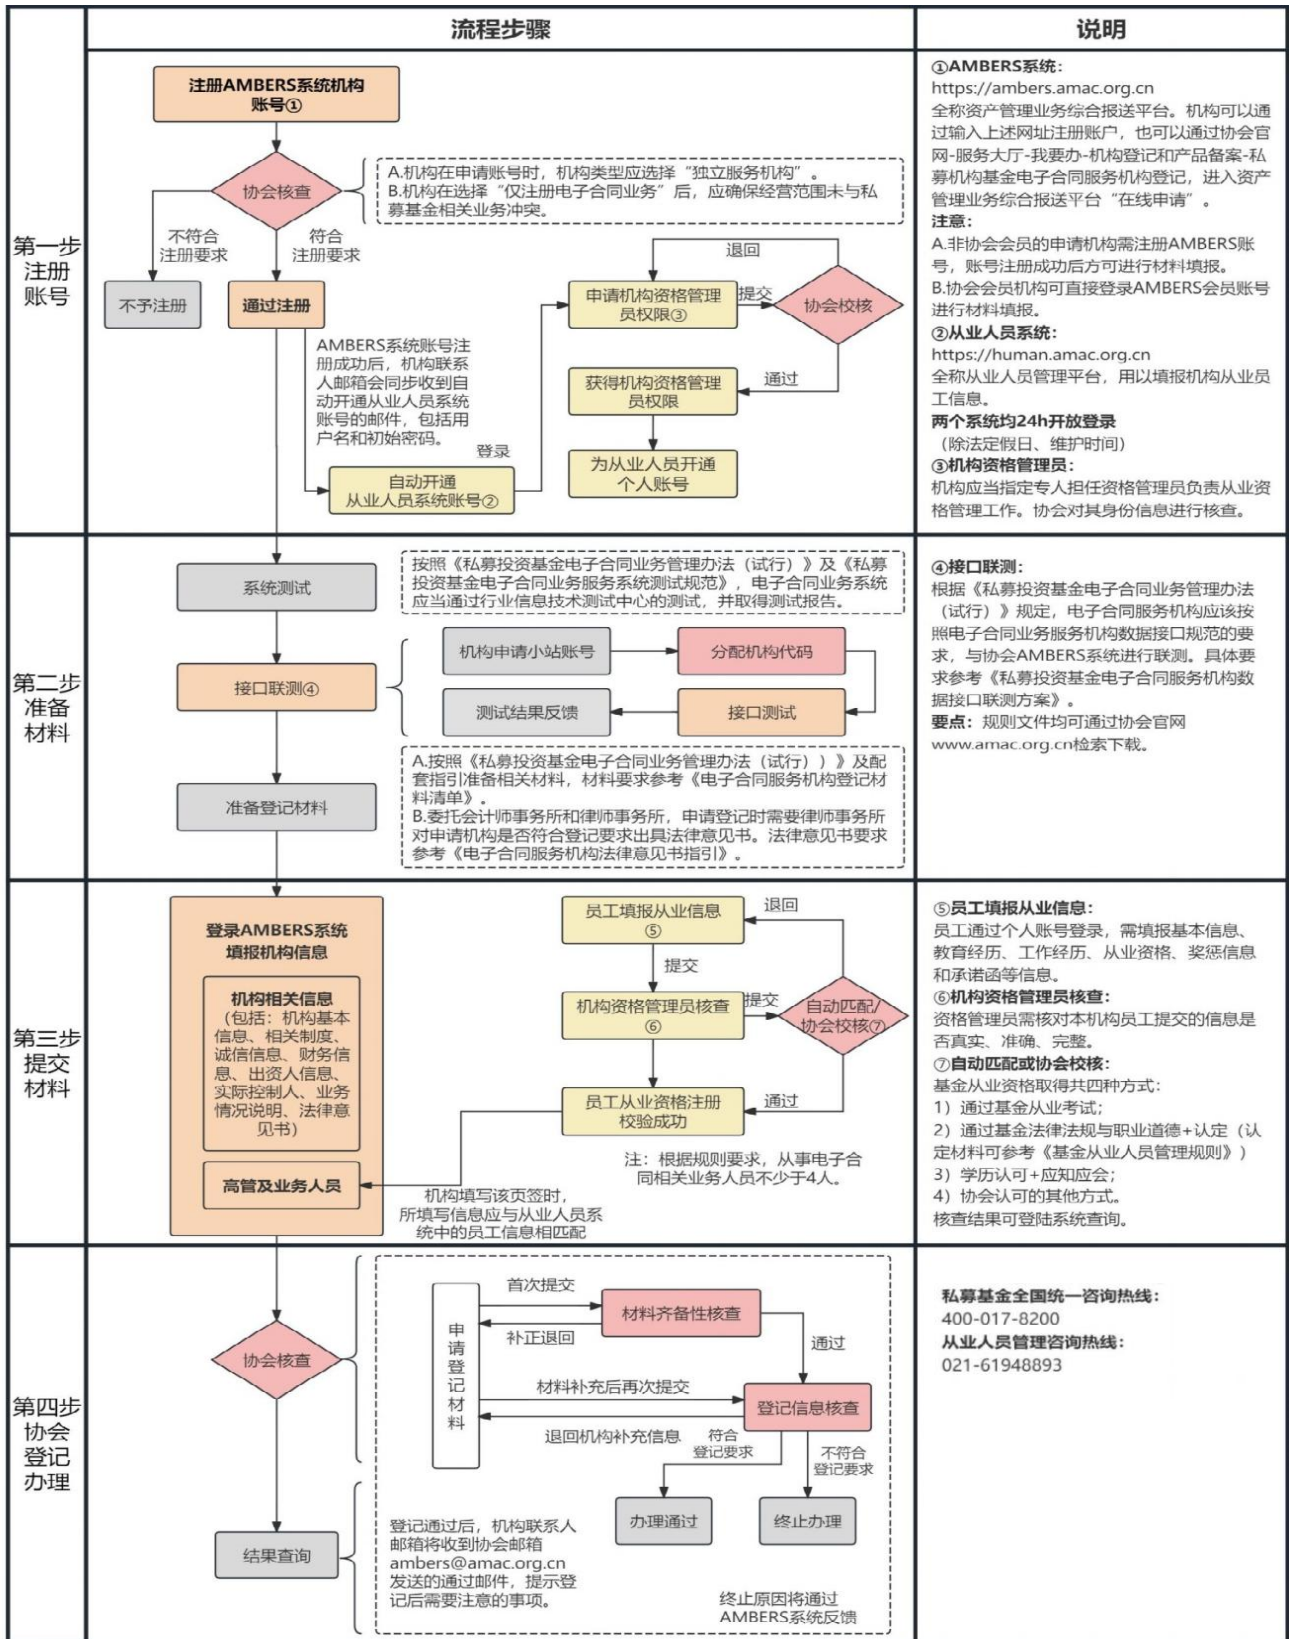 流程步骤
说明
第一步
注册
账号
注册AMBERS系统机构
账号①
协会核查
A.机构在申请账号时，机构类型应选择“独立服务机构”。
B.机构在选择“仅注册电子合同业务”后，应确保经营范围未与私
募基金相关业务冲突。
不符合
注册要求
符合
注册要求
不予注册
通过注册
AMBERS系统账号注
册成功后，机构联系
人邮箱会同步收到自
动开通从业人员系统
账号的邮件，包括用
户名和初始密码。
自动开通
从业人员系统账号②
登录
申请机构资格管理
员权限③
提交
退回
协会校核
通过
获得机构资格管理
员权限
为从业人员开通
个人账号
①AMBERS系统：
https://ambers.amac.org.cn
全称资产管理业务综合报送平台。机构可以通
过输入上述网址注册账户，也可以通过协会官
网-服务大厅-我要办-机构登记和产品备案-私
募机构基金电子合同服务机构登记，进入资产
管理业务综合报送平台“在线申请”。
注意：
A.非协会会员的申请机构需注册AMBERS账
号，账号注册成功后方可进行材料填报。
B.协会会员机构可直接登录AMBERS会员账号
进行材料填报。
②从业人员系统：
https://human.amac.org.cn
全称从业人员管理平台，用以填报机构从业员
工信息。
两个系统均24h开放登录
（除法定假日、维护时间）
③机构资格管理员：
机构应当指定专人担任资格管理员负责从业资
格管理工作。协会对其身份信息进行核查。
第二步
准备
材料
系统测试
按照《私募投资基金电子合同业务管理办法（试行）》及《私募
投资基金电子合同业务服务系统测试规范》，电子合同业务系统
应当通过行业信息技术测试中心的测试，并取得测试报告。
接口联测④
机构申请小站账号
分配机构代码
测试结果反馈
接口测试
准备登记材料
A.按照《私募投资基金电子合同业务管理办法（试行））》及配
套指引准备相关材料，材料要求参考《电子合同服务机构登记材
料清单》。
B.委托会计师事务所和律师事务所，申请登记时需要律师事务所
对申请机构是否符合登记要求出具法律意见书。法律意见书要求
参考《电子合同服务机构法律意见书指引》。
④接口联测：
根据《私募投资基金电子合同业务管理办法
（试行）》规定，电子合同服务机构应该按
照电子合同业务服务机构数据接口规范的要
求，与协会AMBERS系统进行联测。具体要
求参考《私募投资基金电子合同服务机构数
据接口联测方案》。
要点：规则文件均可通过协会官网
www.amac.org.cn检索下载。
第三步
提交
材料
登录AMBERS系统
填报机构信息
机构相关信息
（包括：机构基本
信息、相关制度、
诚信信息、财务信
息、出资人信息、
实际控制人、业务
情况说明、法律意
见书）
高管及业务人员
员工填报从业信息
⑤
退回
提交
机构资格管理员核查
⑥
提交
自动匹配/
协会校核⑦
员工从业资格注册
校验成功
通过
注：根据规则要求，从事电子合
同相关业务人员不少于4人。
机构填写该页签时，
所填写信息应与从业人员系
统中的员工信息相匹配
⑤员工填报从业信息：
员工通过个人账号登录，需填报基本信息、
教育经历、工作经历、从业资格、奖惩信息
和承诺函等信息。
⑥机构资格管理员核查：
资格管理员需核对本机构员工提交的信息是
否真实、准确、完整。
⑦自动匹配或协会校核：
基金从业资格取得共四种方式：
1）通过基金从业考试；
2）通过基金法律法规与职业道德+认定（认
定材料可参考《基金从业人员管理规则》）
3）学历认可+应知应会；
4）协会认可的其他方式。
核查结果可登陆系统查询。
第四步
协会
登记
办理
协会核查
申请登记材料
首次提交
材料齐备性核查
补正退回
通过
材料补充后再次提交
登记信息核查
退回机构补充信息
符合
登记要求
不符合
登记要求
办理通过
终止办理
结果查询
登记通过后，机构联系人
邮箱将收到协会邮箱
ambers@amac.org.cn
发送的通过邮件，提示登
记后需要注意的事项。
终止原因将通过
AMBERS系统反馈
私募基金全国统一咨询热线：
400-017-8200
从业人员管理咨询热线：
021-61948893